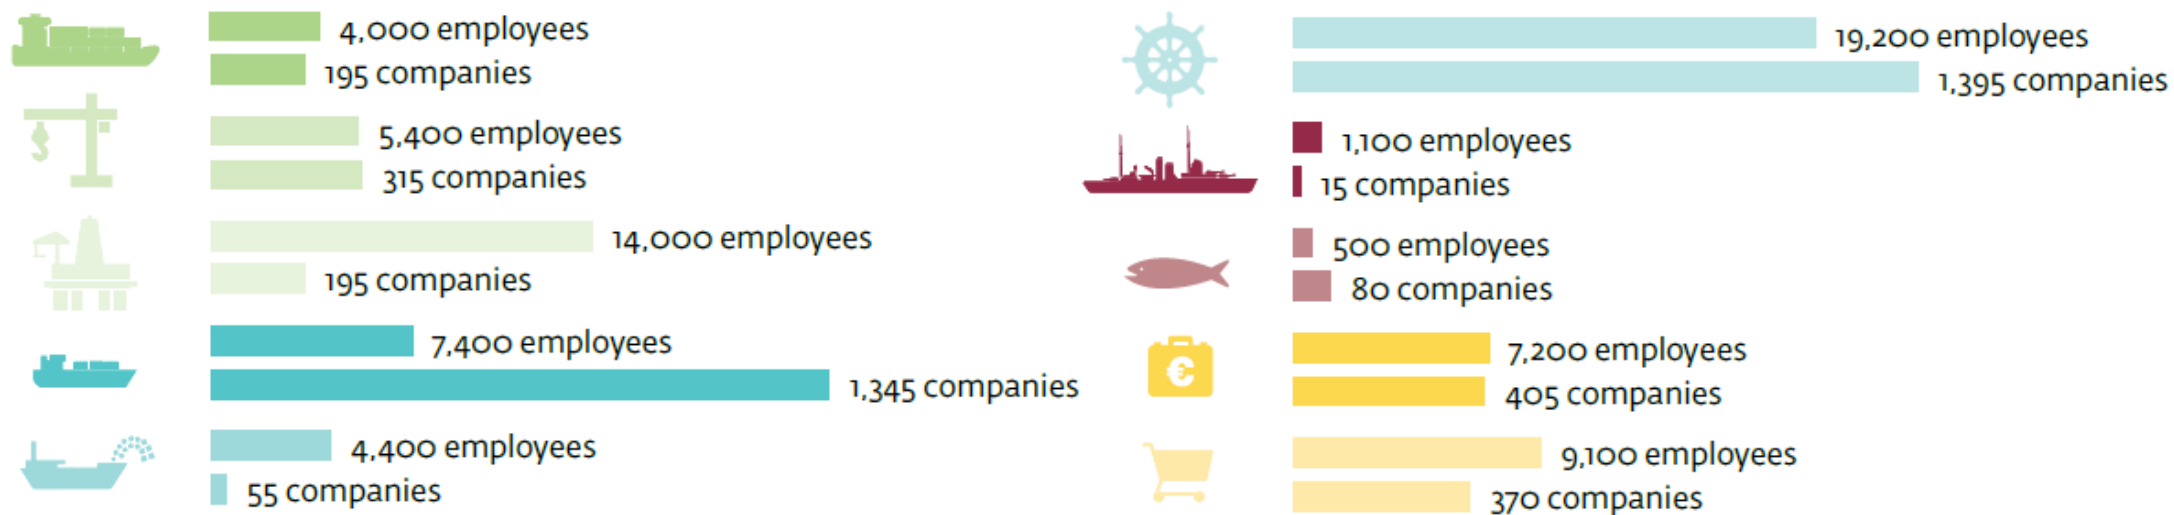 4,000 employees
195 companies
5,400 employees
315 companies
14,000 employees
195 companies
7,400 employees
1,345 companies
4,400 employees
55 companies
19,200 employees
1,395 companies
1,100 employees
15 companies
500 employees
80 companies
€
7,200 employees
405 companies
9,100 employees
370 companies